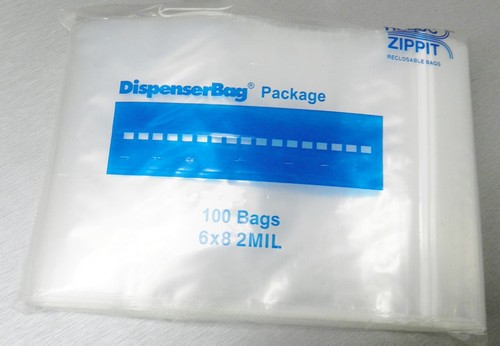 ZIPPIT
RECLOSABLE BAGS
DispenserBag® Package
100 Bags
6x8 2MIL